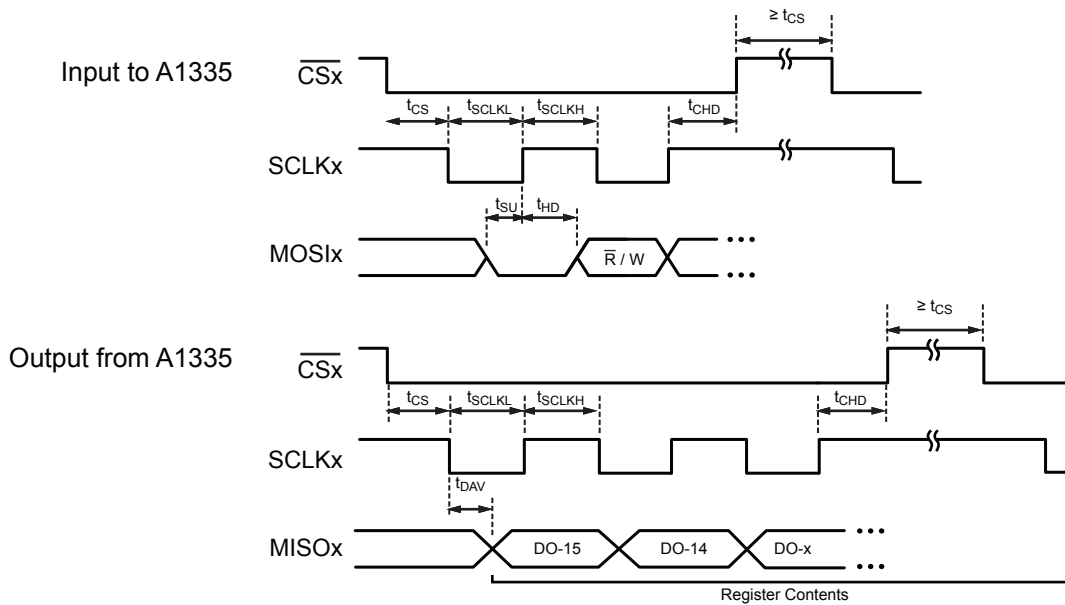 ≥ tCS
Input to A1335
CSx
tCS tSCLKL tSCLKH tCHD
SCLKx
tSU tHD
MOSIx
R / W
≥ tCS
Output from A1335
CSx
tCS tSCLKL tSCLKH tCHD
SCLKx
tDAV
MISOx
DO-15 DO-14 DO-x
Register Contents